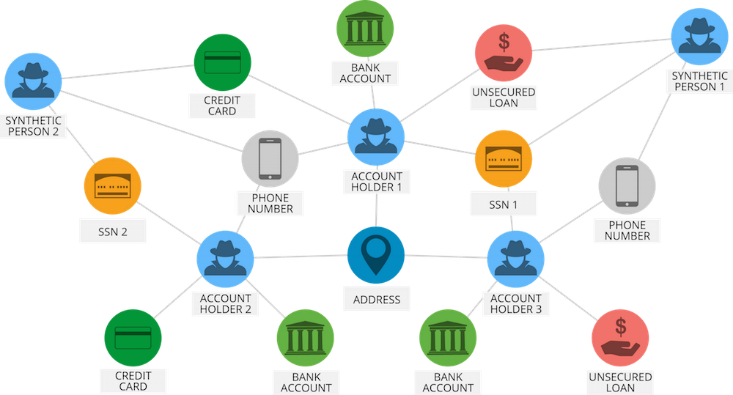 BANK
ACCOUNT
SYNTHETIC
PERSON 1
UNSECURED
LOAN
CREDIT
CARD
SYNTHETIC
PERSON 2
ACCOUNT
HOLDER 1
PHONE
NUMBER
SSN 1
SSN 2
PHONE
NUMBER
ADDRESS
ACCOUNT
HOLDER 2
ACCOUNT
HOLDER 3
CREDIT
CARD
BANK
ACCOUNT
BANK
ACCOUNT
UNSECURED
LOAN
$
$